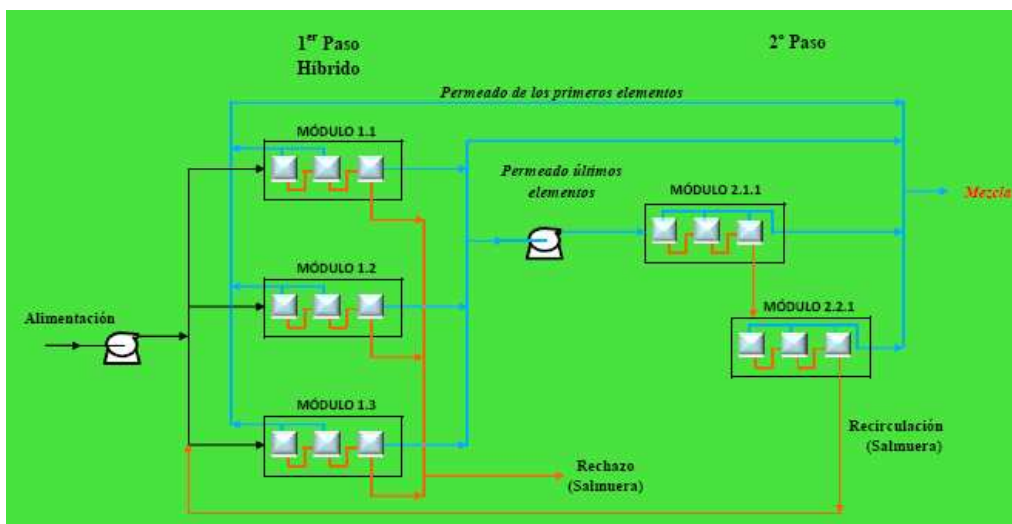 1er Paso
Híbrido
2º Paso
Permeado de los primeros elementos
MÓDULO 1.1
Permeado últimos
elementos
MÓDULO 2.1.1
Mezcla
MÓDULO 1.2
MÓDULO 2.2.1
Alimentación
MÓDULO 1.3
Recirculación
(Salmuera)
Rechazo
(Salmuera)